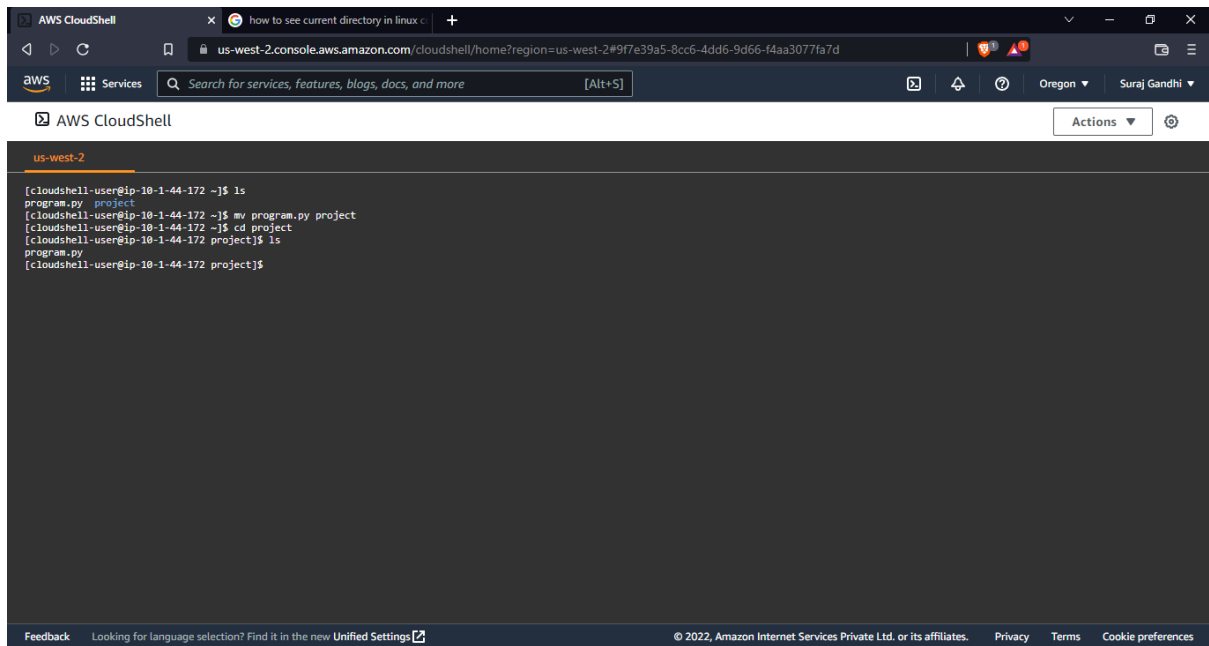 AWS CloudShell
how to see current directory in linux c
us-west-2.console.aws.amazon.com/cloudshell/home?region=us-west-2#9f7e39a5-8cc6-4dd6-9d66-f4aa3077fa7d
aws Services Search for services, features, blogs, docs, and more [Alt+S] Oregon Suraj Gandhi
AWS CloudShell Actions
us-west-2
[cloudshell-user@ip-10-1-44-172 ~]$ ls
program.py project
[cloudshell-user@ip-10-1-44-172 ~]$ mv program.py project
[cloudshell-user@ip-10-1-44-172 ~]$ cd project
[cloudshell-user@ip-10-1-44-172 project]$ ls
program.py
[cloudshell-user@ip-10-1-44-172 project]$
Feedback Looking for language selection? Find it in the new Unified Settings © 2022, Amazon Internet Services Private Ltd. or its affiliates. Privacy Terms Cookie preferences